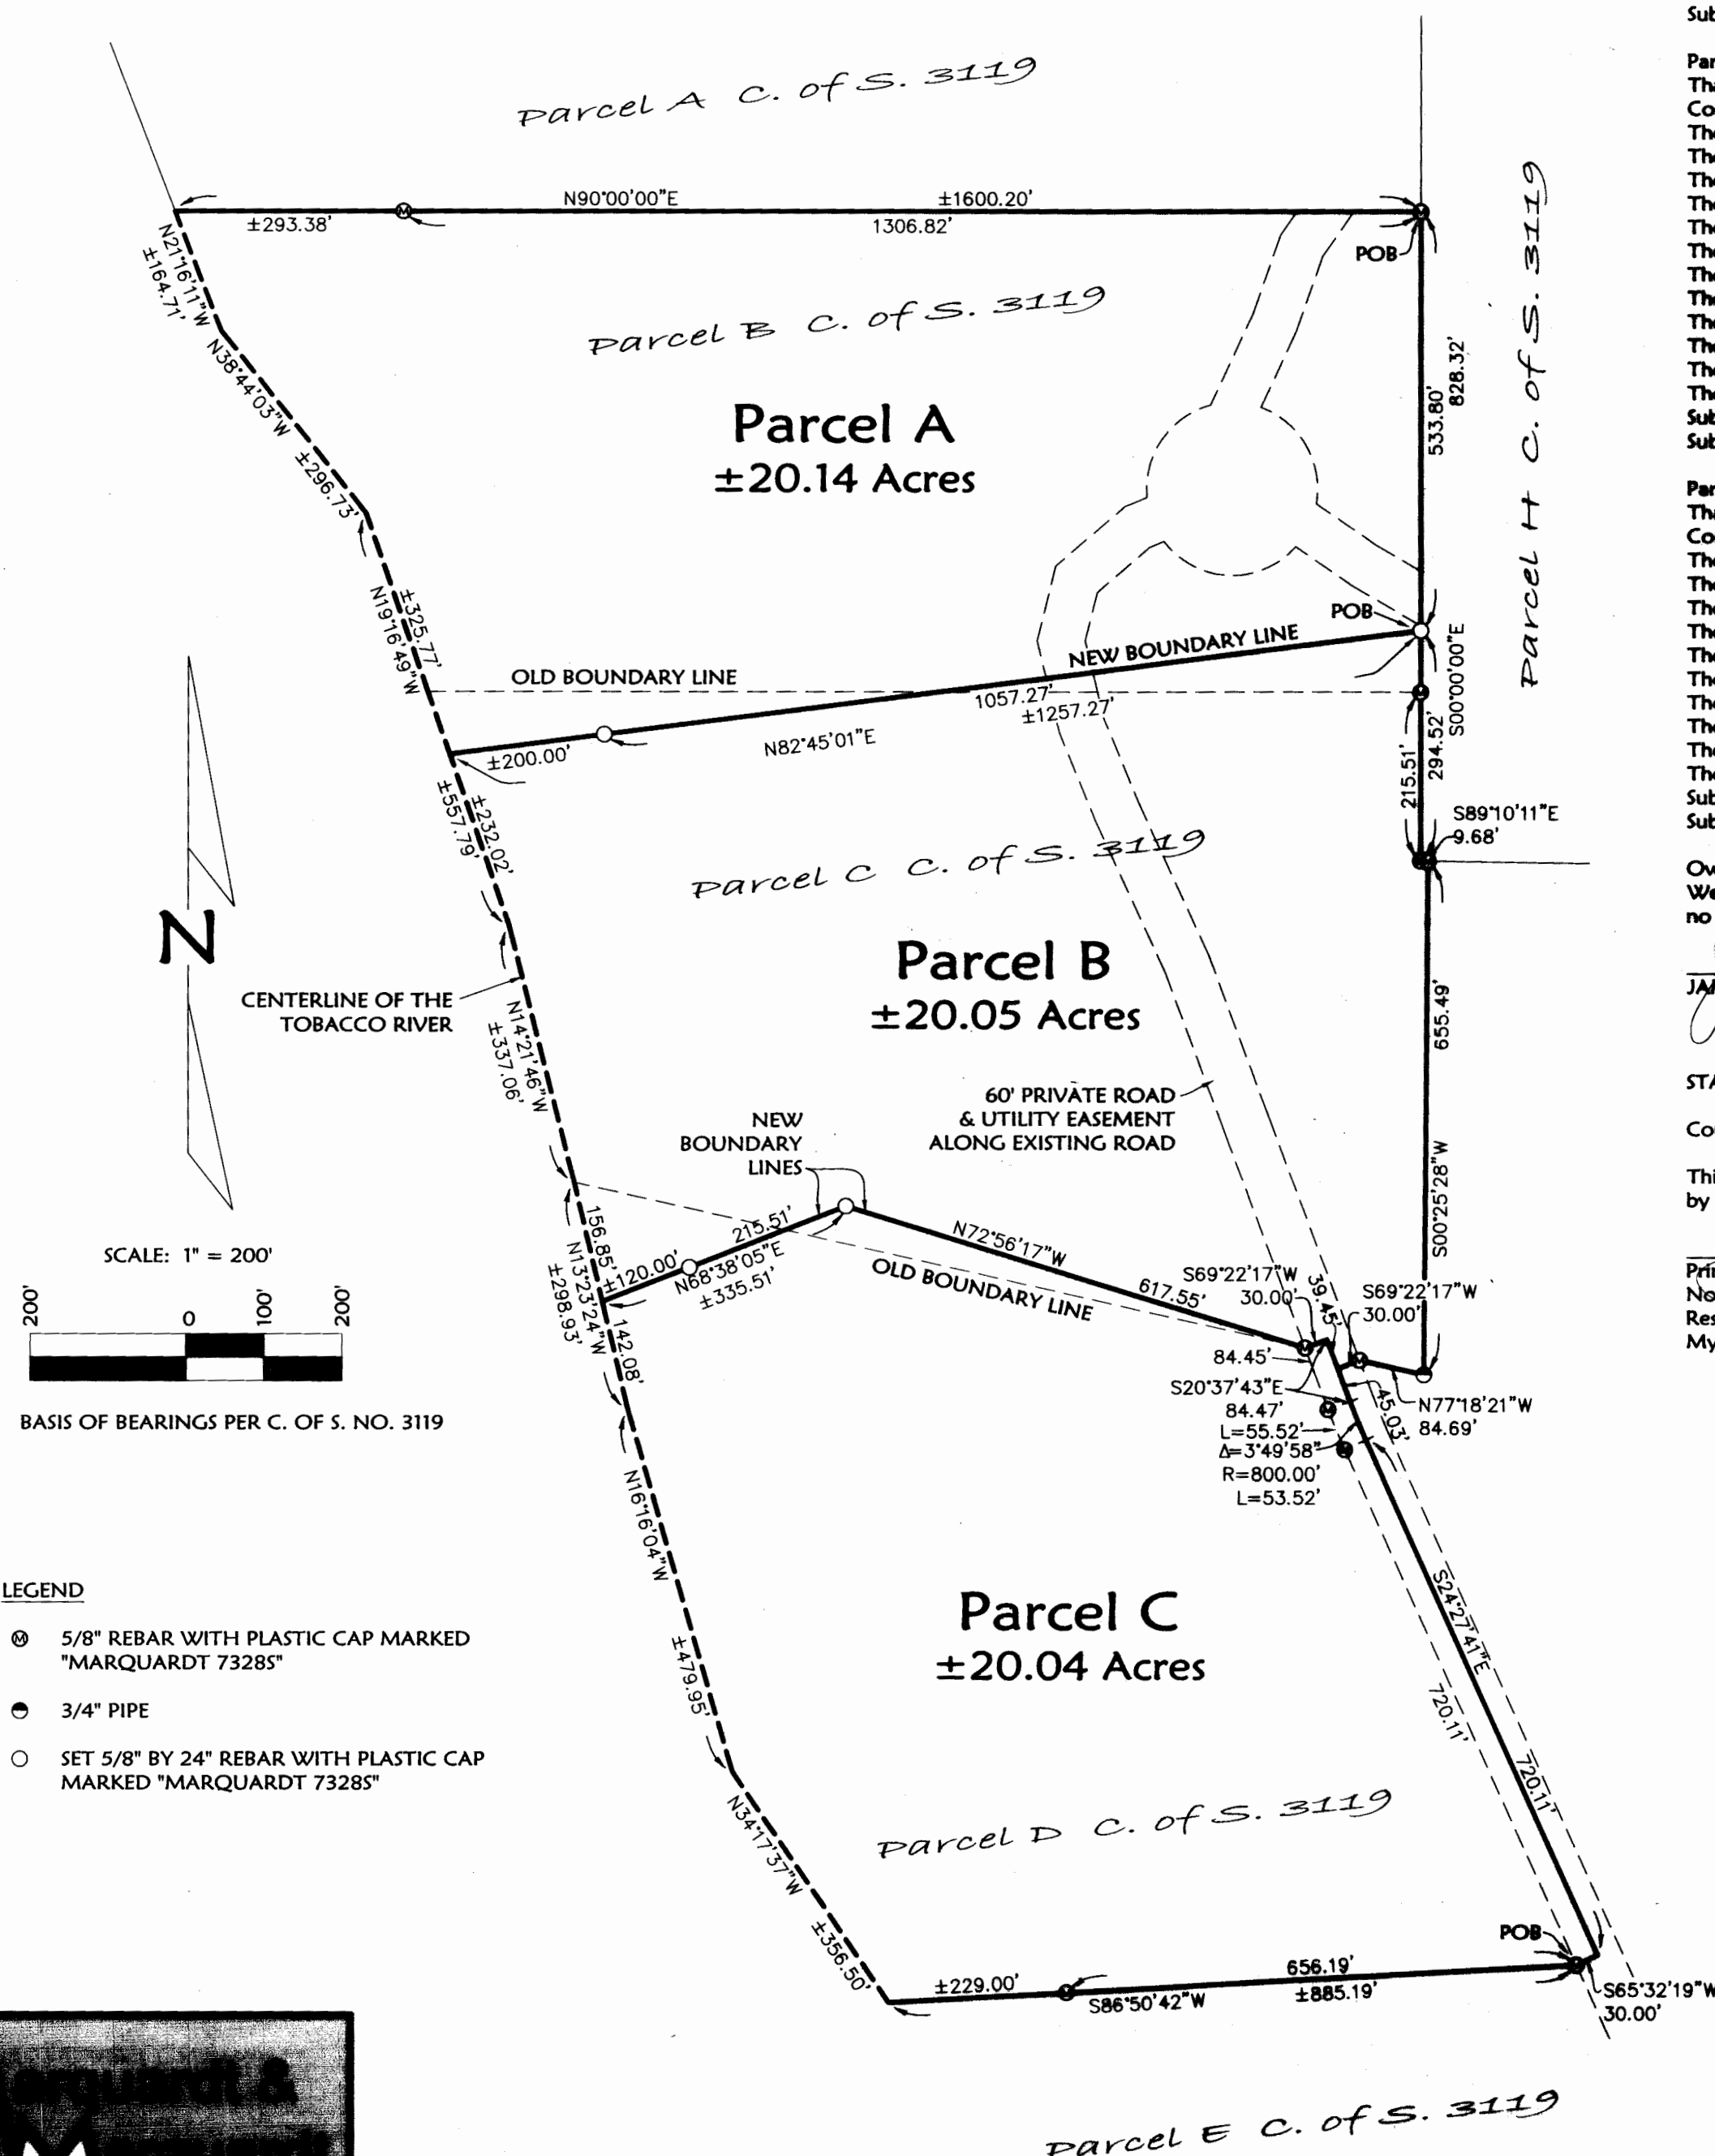 Parcel A C. of S. 3119
N90°00'00"E
±1600.20'
±293.38'
1306.82'
POB
N21°16'11"W
±164.71'
Parcel B C. of S. 3119
Parcel H C. of S. 3119
N38°44'03"W
±296.73'
Parcel A
±20.14 Acres
533.80'
828.32'
±325.77'
N19°16'49"W
POB
NEW BOUNDARY LINE
OLD BOUNDARY LINE
1057.27'
±1257.27'
N82°45'01"E
±200.00'
S00°00'00"E
294.52'
215.51'
±232.02'
±557.79'
S89°10'11"E
9.68'
Parcel C C. of S. 3119
N
Parcel B
±20.05 Acres
CENTERLINE OF THE
TOBACCO RIVER
N14°21'46"W
±337.06'
655.49'
60' PRIVATE ROAD
& UTILITY EASEMENT
ALONG EXISTING ROAD
NEW
BOUNDARY
LINES
S00°25'28"W
156.85'
N13°23'24"W
±298.93'
142.08'
215.51'
±120.00'
N68°38'05"E
±335.51'
N72°56'17"W
617.55'
OLD BOUNDARY LINE
S69°22'17"W
30.00'
39.45'
S69°22'17"W
30.00'
84.45'
S20°37'43"E
84.47'
L=55.52'
Δ=3°49'58"
R=800.00'
L=53.52'
45.03'
N77°18'21"W
84.69'
SCALE: 1" = 200'
200'
0
100'
200'
BASIS OF BEARINGS PER C. OF S. NO. 3119
N16°16'04"W
±479.95'
Parcel C
±20.04 Acres
S24°27'41"E
720.11'
720.11'
LEGEND
5/8" REBAR WITH PLASTIC CAP MARKED
"MARQUARDT 7328S"
3/4" PIPE
SET 5/8" BY 24" REBAR WITH PLASTIC CAP
MARKED "MARQUARDT 7328S"
Parcel D C. of S. 3119
N34°17'37"W
±356.50'
POB
±229.00'
656.19'
S86°50'42"W
±885.19'
S65°32'19"W
30.00'
Parcel E C. of S. 3119